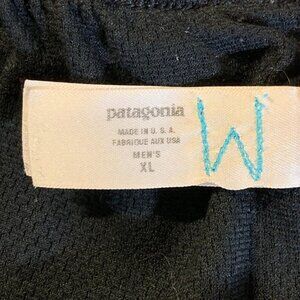 patagonia
MADE IN U. S. A.
FABRIQUE AUX USA
MEN'S
XL
W